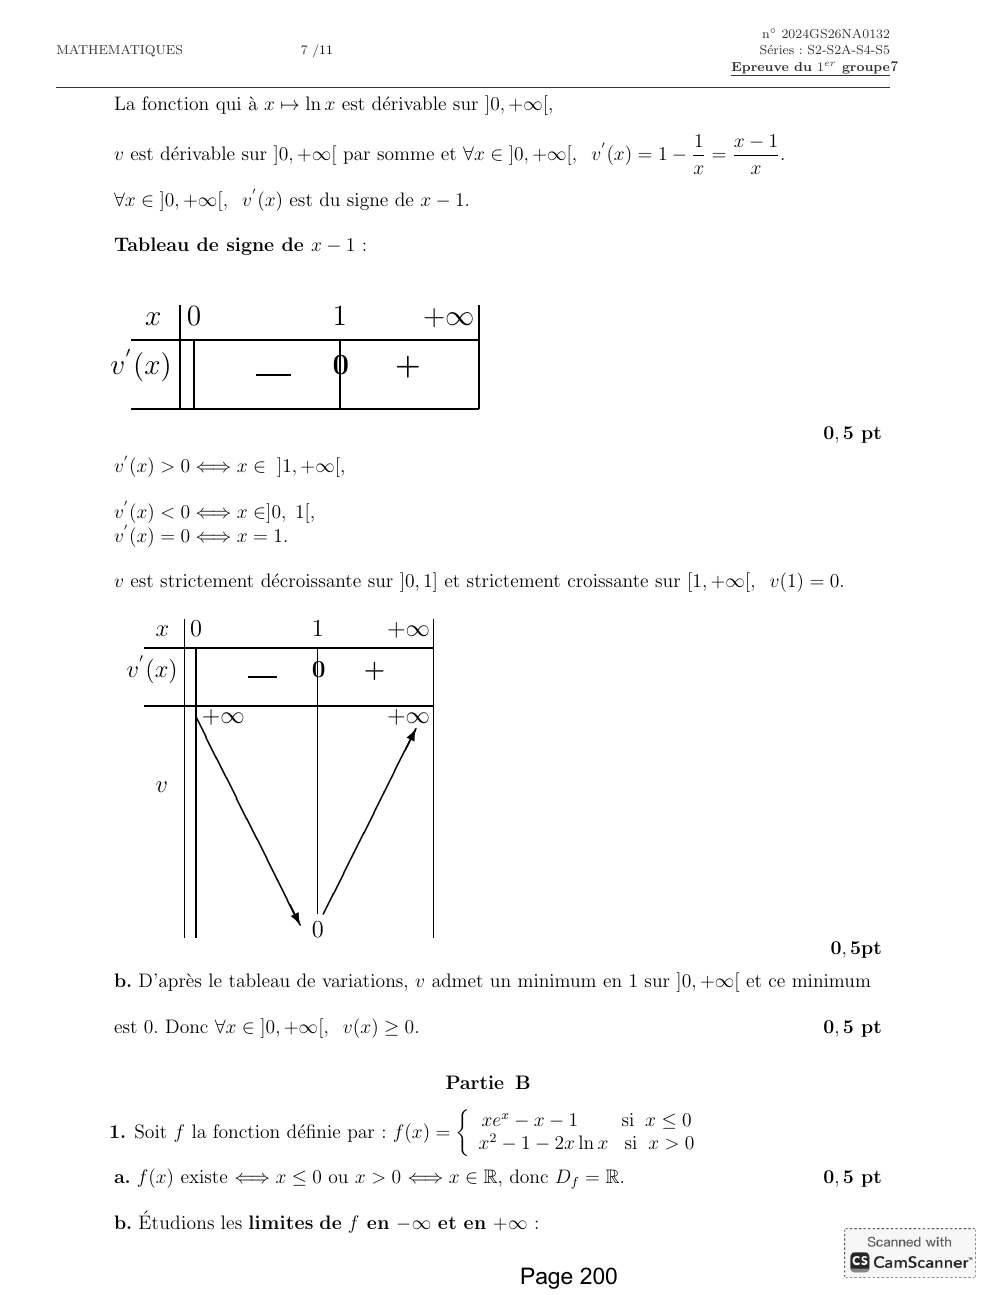 MATHEMATIQUES 7 /11 n° 2024GS26NA0132
Séries : S2-S2A-S4-S5
Epreuve du 1er groupe7
La fonction qui à x ↦ ln x est dérivable sur ]0, +∞[,
v est dérivable sur ]0, +∞[ par somme et ∀x ∈ ]0, +∞[, v'(x) = 1 − 1/x = (x − 1)/x.
∀x ∈ ]0, +∞[, v'(x) est du signe de x − 1.
Tableau de signe de x − 1 :
x 0 1 +∞
v'(x) − 0 +
0, 5 pt
v'(x) > 0 ⟺ x ∈ ]1, +∞[,
v'(x) < 0 ⟺ x ∈]0, 1[,
v'(x) = 0 ⟺ x = 1.
v est strictement décroissante sur ]0, 1] et strictement croissante sur [1, +∞[, v(1) = 0.
x 0 1 +∞
v'(x) − 0 +
+∞ +∞
v
0
0, 5pt
b. D'après le tableau de variations, v admet un minimum en 1 sur ]0, +∞[ et ce minimum
est 0. Donc ∀x ∈ ]0, +∞[, v(x) ≥ 0. 0, 5 pt
Partie B
1. Soit f la fonction définie par : f(x) = { xe^x − x − 1 si x ≤ 0
x² − 1 − 2x ln x si x > 0
a. f(x) existe ⟺ x ≤ 0 ou x > 0 ⟺ x ∈ ℝ, donc D_f = ℝ. 0, 5 pt
b. Étudions les limites de f en −∞ et en +∞ :
Scanned with
CS CamScanner™
Page 200